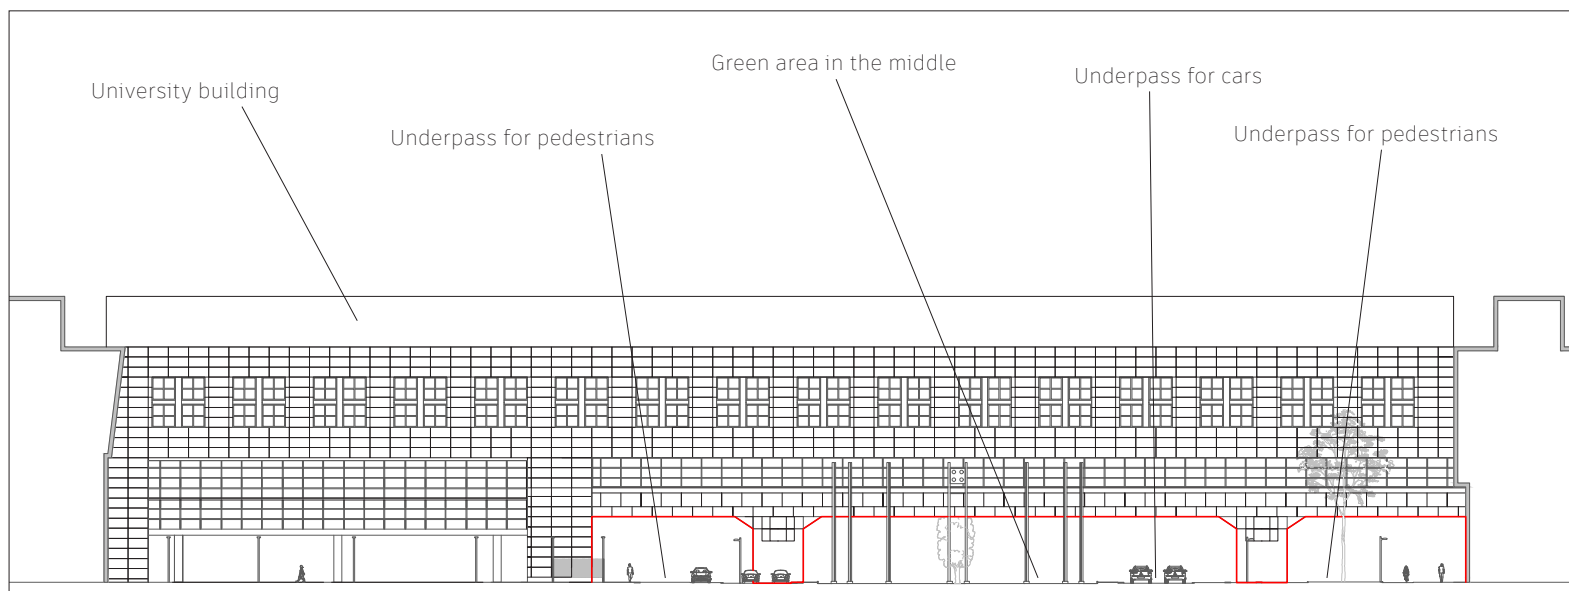 Green area in the middle
Underpass for cars
University building
Underpass for pedestrians
Underpass for pedestrians